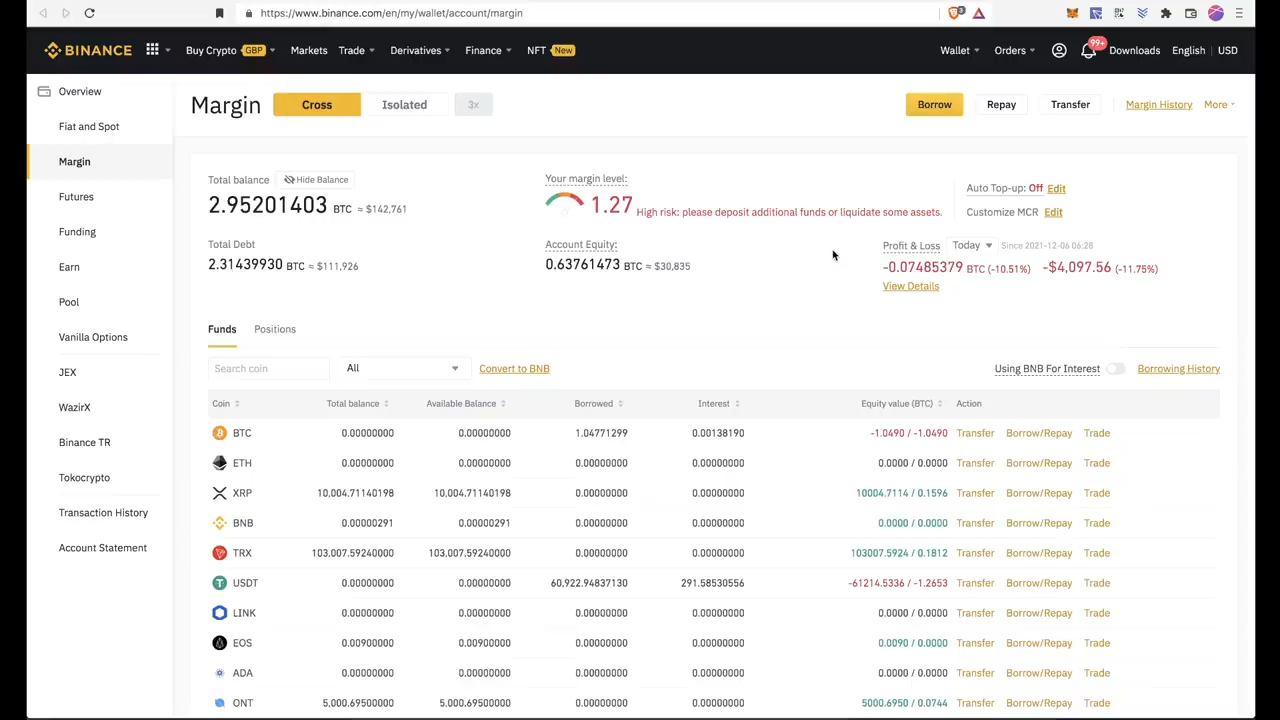 https://www.binance.com/en/my/wallet/account/margin
BINANCE Buy Crypto GBP Markets Trade Derivatives Finance NFT New Wallet Orders 99+ Downloads English USD
Overview
Fiat and Spot
Margin
Futures
Funding
Earn
Pool
Vanilla Options
JEX
WazirX
Binance TR
Tokocrypto
Transaction History
Account Statement
Margin Cross Isolated 3x Borrow Repay Transfer Margin History More
Total balance Hide Balance
2.95201403 BTC ≈ $142,761
Your margin level:
1.27 High risk: please deposit additional funds or liquidate some assets.
Auto Top-up: Off Edit
Customize MCR Edit
Total Debt
2.31439930 BTC ≈ $111,926
Account Equity:
0.63761473 BTC ≈ $30,835
Profit & Loss Today Since 2021-12-06 06:28
-0.07485379 BTC (-10.51%) -$4,097.56 (-11.75%)
View Details
Funds Positions
Search coin All Convert to BNB Using BNB For Interest Borrowing History
Coin Total balance Available Balance Borrowed Interest Equity value (BTC) Action
BTC 0.00000000 0.00000000 1.04771299 0.00138190 -1.0490 / -1.0490 Transfer Borrow/Repay Trade
ETH 0.00000000 0.00000000 0.00000000 0.00000000 0.0000 / 0.0000 Transfer Borrow/Repay Trade
XRP 10,004.71140198 10,004.71140198 0.00000000 0.00000000 10004.7114 / 0.1596 Transfer Borrow/Repay Trade
BNB 0.00000291 0.00000291 0.00000000 0.00000000 0.0000 / 0.0000 Transfer Borrow/Repay Trade
TRX 103,007.59240000 103,007.59240000 0.00000000 0.00000000 103007.5924 / 0.1812 Transfer Borrow/Repay Trade
USDT 0.00000000 0.00000000 60,922.94837130 291.58530556 -61214.5336 / -1.2653 Transfer Borrow/Repay Trade
LINK 0.00000000 0.00000000 0.00000000 0.00000000 0.0000 / 0.0000 Transfer Borrow/Repay Trade
EOS 0.00900000 0.00900000 0.00000000 0.00000000 0.0090 / 0.0000 Transfer Borrow/Repay Trade
ADA 0.00000000 0.00000000 0.00000000 0.00000000 0.0000 / 0.0000 Transfer Borrow/Repay Trade
ONT 5,000.69500000 5,000.69500000 0.00000000 0.00000000 5000.6950 / 0.0744 Transfer Borrow/Repay Trade